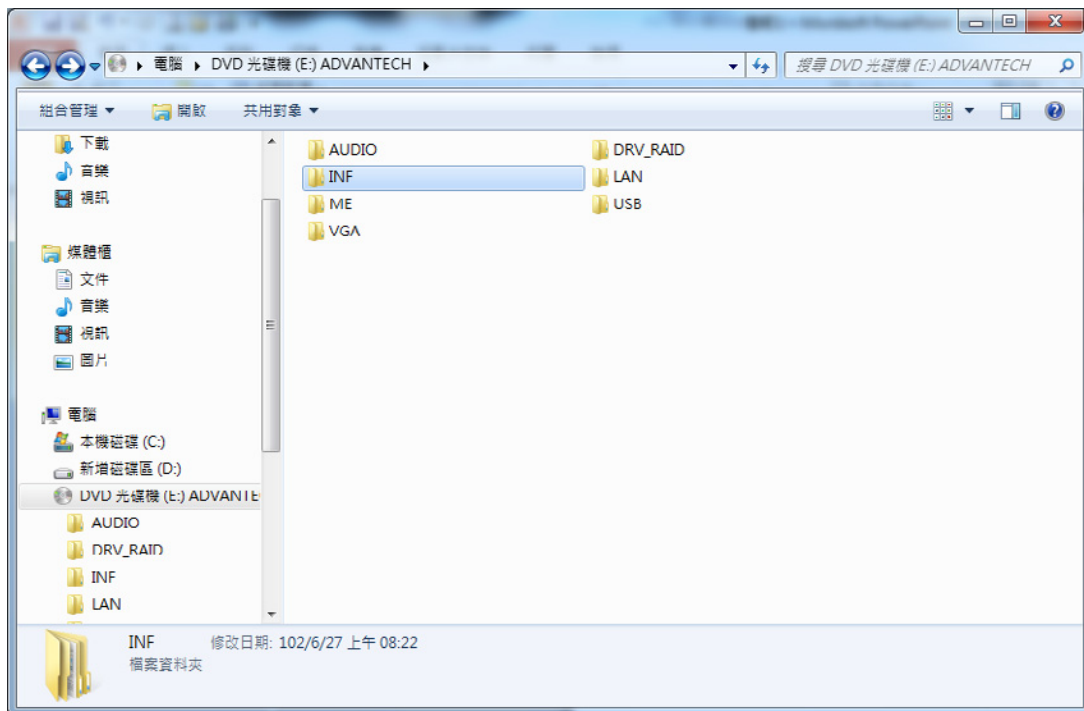 電腦 ▸ DVD 光碟機 (E:) ADVANTECH ▸
搜尋 DVD 光碟機 (E:) ADVANTECH
組合管理 ▼ 開啟 共用對象 ▼
下載
音樂
視訊
媒體櫃
文件
音樂
視訊
圖片
電腦
本機磁碟 (C:)
新增磁碟區 (D:)
DVD 光碟機 (E:) ADVANTE
AUDIO
DRV_RAID
INF
LAN
AUDIO
DRV_RAID
INF
LAN
ME
USB
VGA
INF 修改日期: 102/6/27 上午 08:22
檔案資料夾